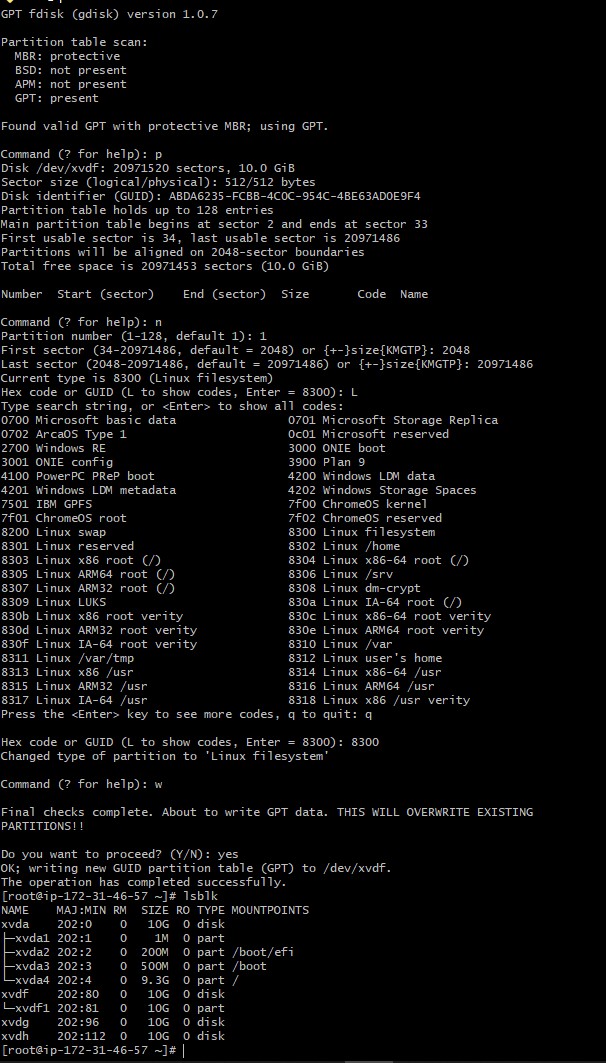 GPT fdisk (gdisk) version 1.0.7
Partition table scan:
MBR: protective
BSD: not present
APM: not present
GPT: present
Found valid GPT with protective MBR; using GPT.
Command (? for help): p
Disk /dev/xvdf: 20971520 sectors, 10.0 GiB
Sector size (logical/physical): 512/512 bytes
Disk identifier (GUID): ABDA6235-FCBB-4C0C-954C-4BE63AD0E9F4
Partition table holds up to 128 entries
Main partition table begins at sector 2 and ends at sector 33
First usable sector is 34, last usable sector is 20971486
Partitions will be aligned on 2048-sector boundaries
Total free space is 20971453 sectors (10.0 GiB)
Number  Start (sector)    End (sector)  Size       Code  Name
Command (? for help): n
Partition number (1-128, default 1): 1
First sector (34-20971486, default = 2048) or {+-}size{KMGTP}: 2048
Last sector (2048-20971486, default = 20971486) or {+-}size{KMGTP}: 20971486
Current type is 8300 (Linux filesystem)
Hex code or GUID (L to show codes, Enter = 8300): L
Type search string, or <Enter> to show all codes:
0700 Microsoft basic data                0701 Microsoft Storage Replica
0702 ArcaOS Type 1                       0c01 Microsoft reserved
2700 Windows RE                          3000 ONIE boot
3001 ONIE config                         3900 Plan 9
4100 PowerPC PReP boot                   4200 Windows LDM data
4201 Windows LDM metadata                4202 Windows Storage Spaces
7501 IBM GPFS                            7f00 ChromeOS kernel
7f01 ChromeOS root                       7f02 ChromeOS reserved
8200 Linux swap                          8300 Linux filesystem
8301 Linux reserved                      8302 Linux /home
8303 Linux x86 root (/)                  8304 Linux x86-64 root (/)
8305 Linux ARM64 root (/)                8306 Linux /srv
8307 Linux ARM32 root (/)                8308 Linux dm-crypt
8309 Linux LUKS                          830a Linux IA-64 root (/)
830b Linux x86 root verity               830c Linux x86-64 root verity
830d Linux ARM32 root verity             830e Linux ARM64 root verity
830f Linux IA-64 root verity             8310 Linux /var
8311 Linux /var/tmp                      8312 Linux user's home
8313 Linux x86 /usr                      8314 Linux x86-64 /usr
8315 Linux ARM32 /usr                    8316 Linux ARM64 /usr
8317 Linux IA-64 /usr                    8318 Linux x86 /usr verity
Press the <Enter> key to see more codes, q to quit: q
Hex code or GUID (L to show codes, Enter = 8300): 8300
Changed type of partition to 'Linux filesystem'
Command (? for help): w
Final checks complete. About to write GPT data. THIS WILL OVERWRITE EXISTING
PARTITIONS!!
Do you want to proceed? (Y/N): yes
OK; writing new GUID partition table (GPT) to /dev/xvdf.
The operation has completed successfully.
[root@ip-172-31-46-57 ~]# lsblk
NAME    MAJ:MIN RM  SIZE RO TYPE MOUNTPOINTS
xvda    202:0    0   10G  0 disk
├─xvda1 202:1    0    1M  0 part
├─xvda2 202:2    0  200M  0 part /boot/efi
├─xvda3 202:3    0  500M  0 part /boot
└─xvda4 202:4    0  9.3G  0 part /
xvdf    202:80   0   10G  0 disk
└─xvdf1 202:81   0   10G  0 part
xvdg    202:96   0   10G  0 disk
xvdh    202:112  0   10G  0 disk
[root@ip-172-31-46-57 ~]#